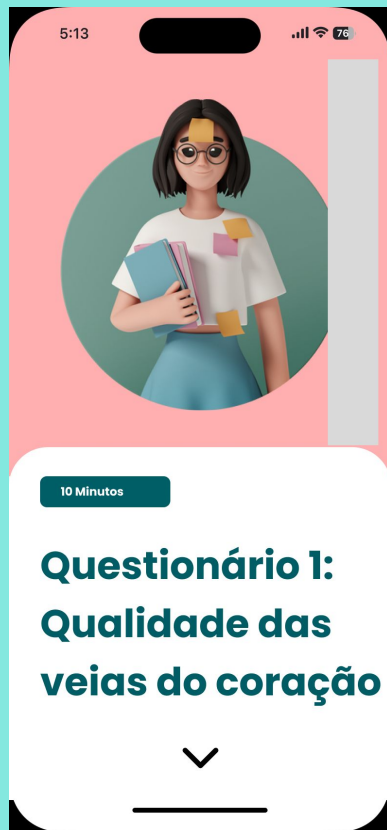 5:13
76
10 Minutos
Questionário 1:
Qualidade das
veias do coração